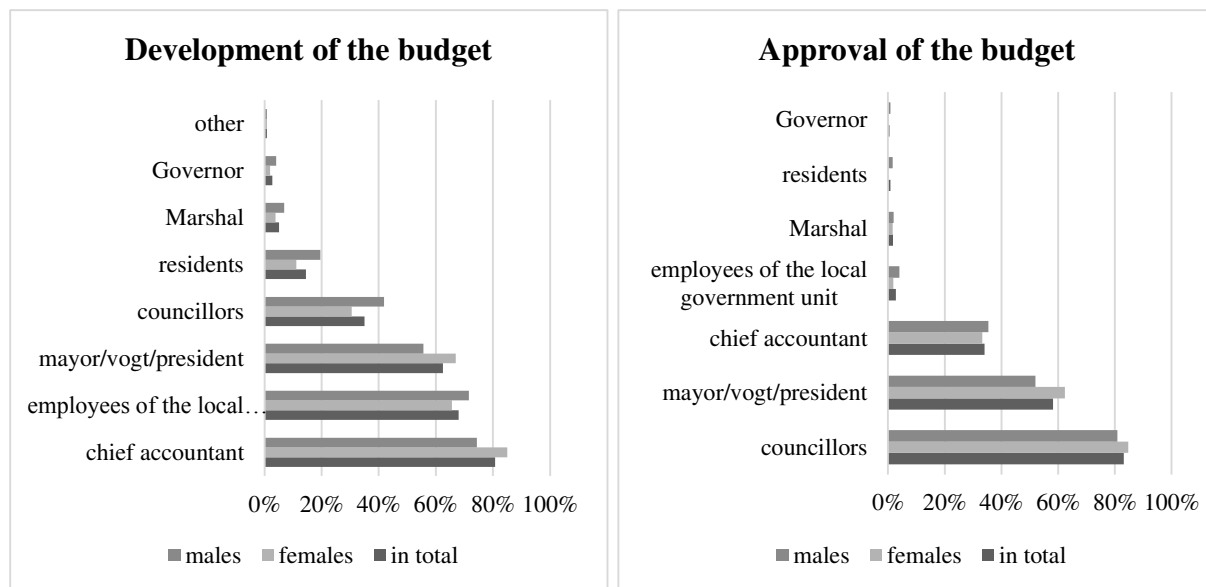 Development of the budget
other
Governor
Marshal
residents
councillors
mayor/vogt/president
employees of the local…
chief accountant
0% 20% 40% 60% 80% 100%
males females in total
Approval of the budget
Governor
residents
Marshal
employees of the local
government unit
chief accountant
mayor/vogt/president
councillors
0% 20% 40% 60% 80% 100%
males females in total